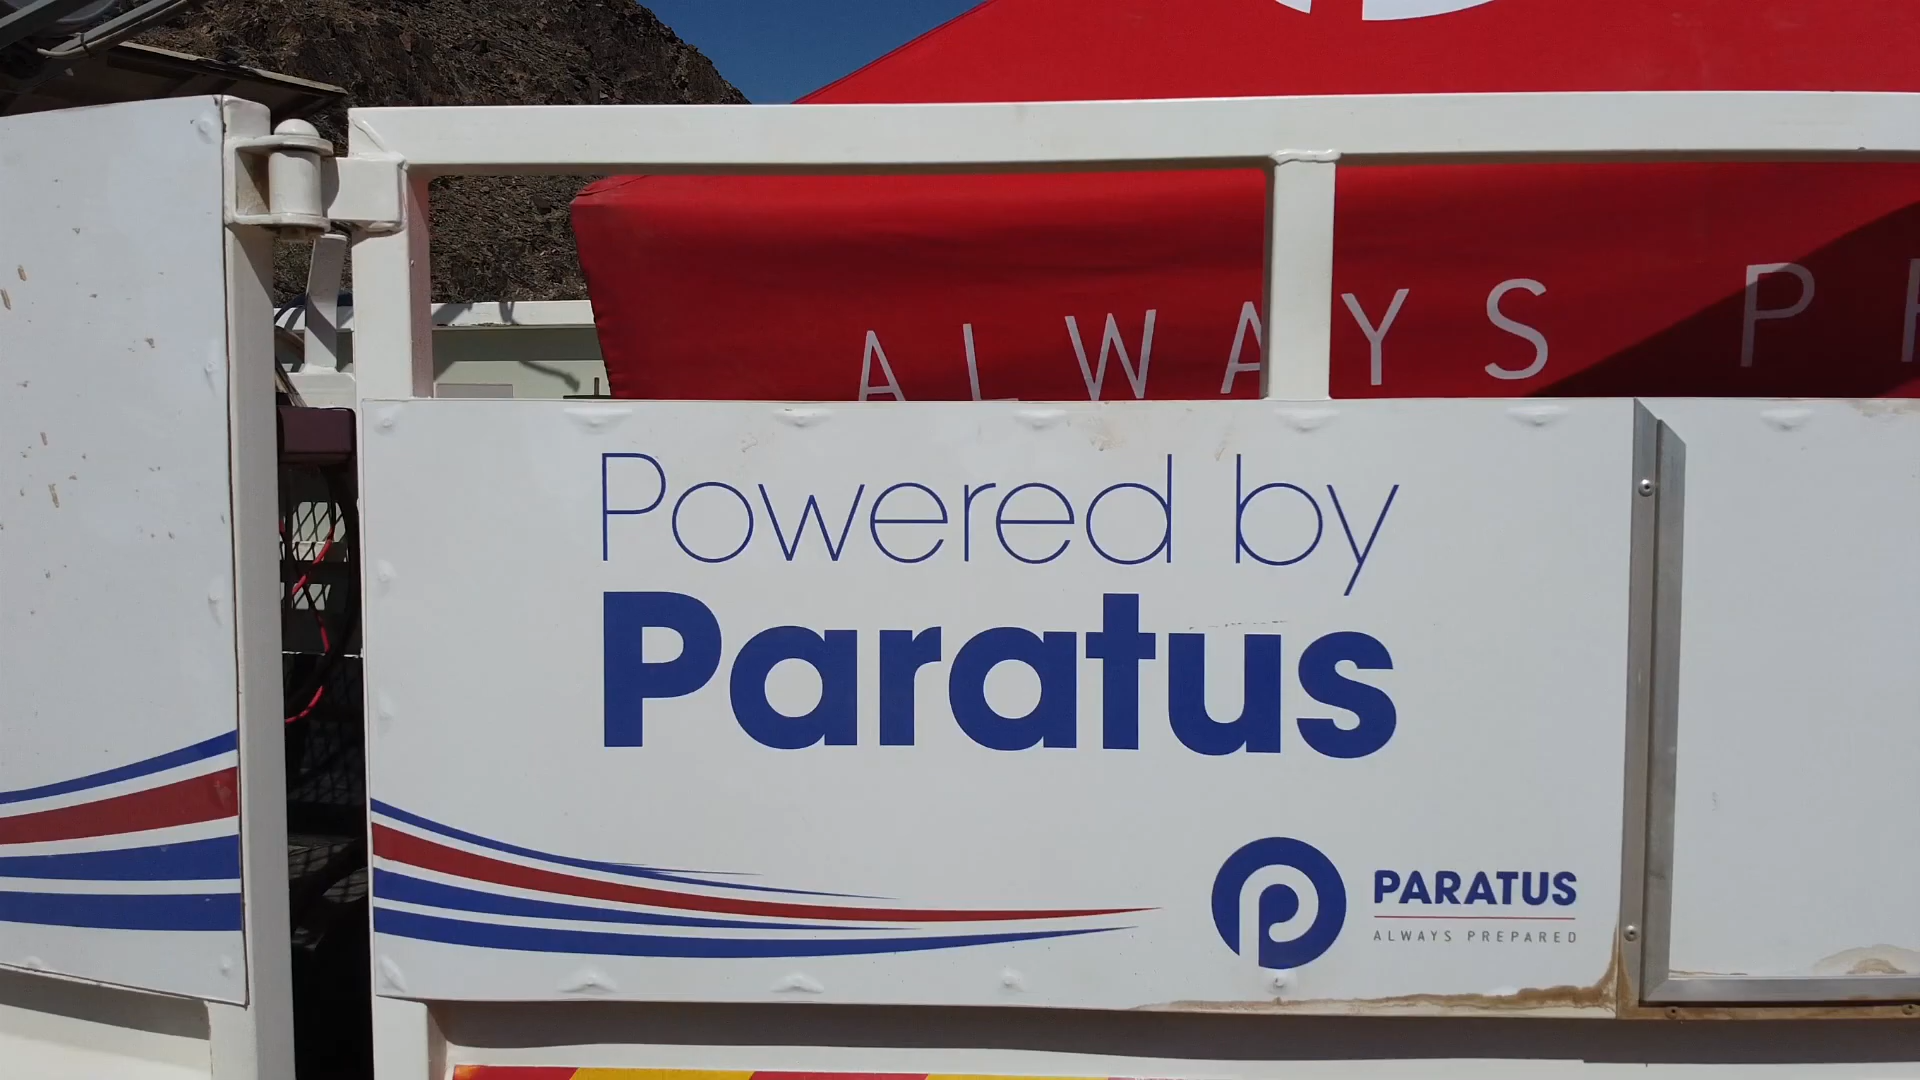 ALWAYS
Powered by
Paratus
PARATUS
ALWAYS PREPARED